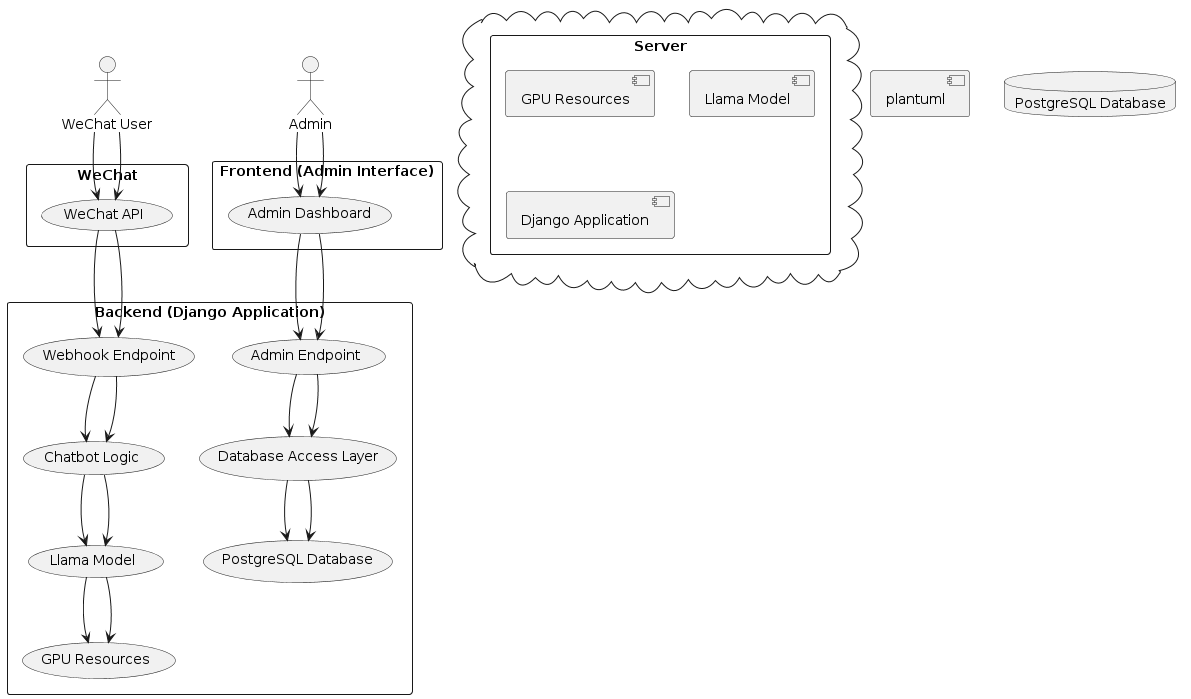 Server
GPU Resources
Llama Model
plantuml
PostgreSQL Database
WeChat User
Admin
WeChat
Frontend (Admin Interface)
WeChat API
Admin Dashboard
Django Application
Backend (Django Application)
Webhook Endpoint
Admin Endpoint
Chatbot Logic
Database Access Layer
Llama Model
PostgreSQL Database
GPU Resources